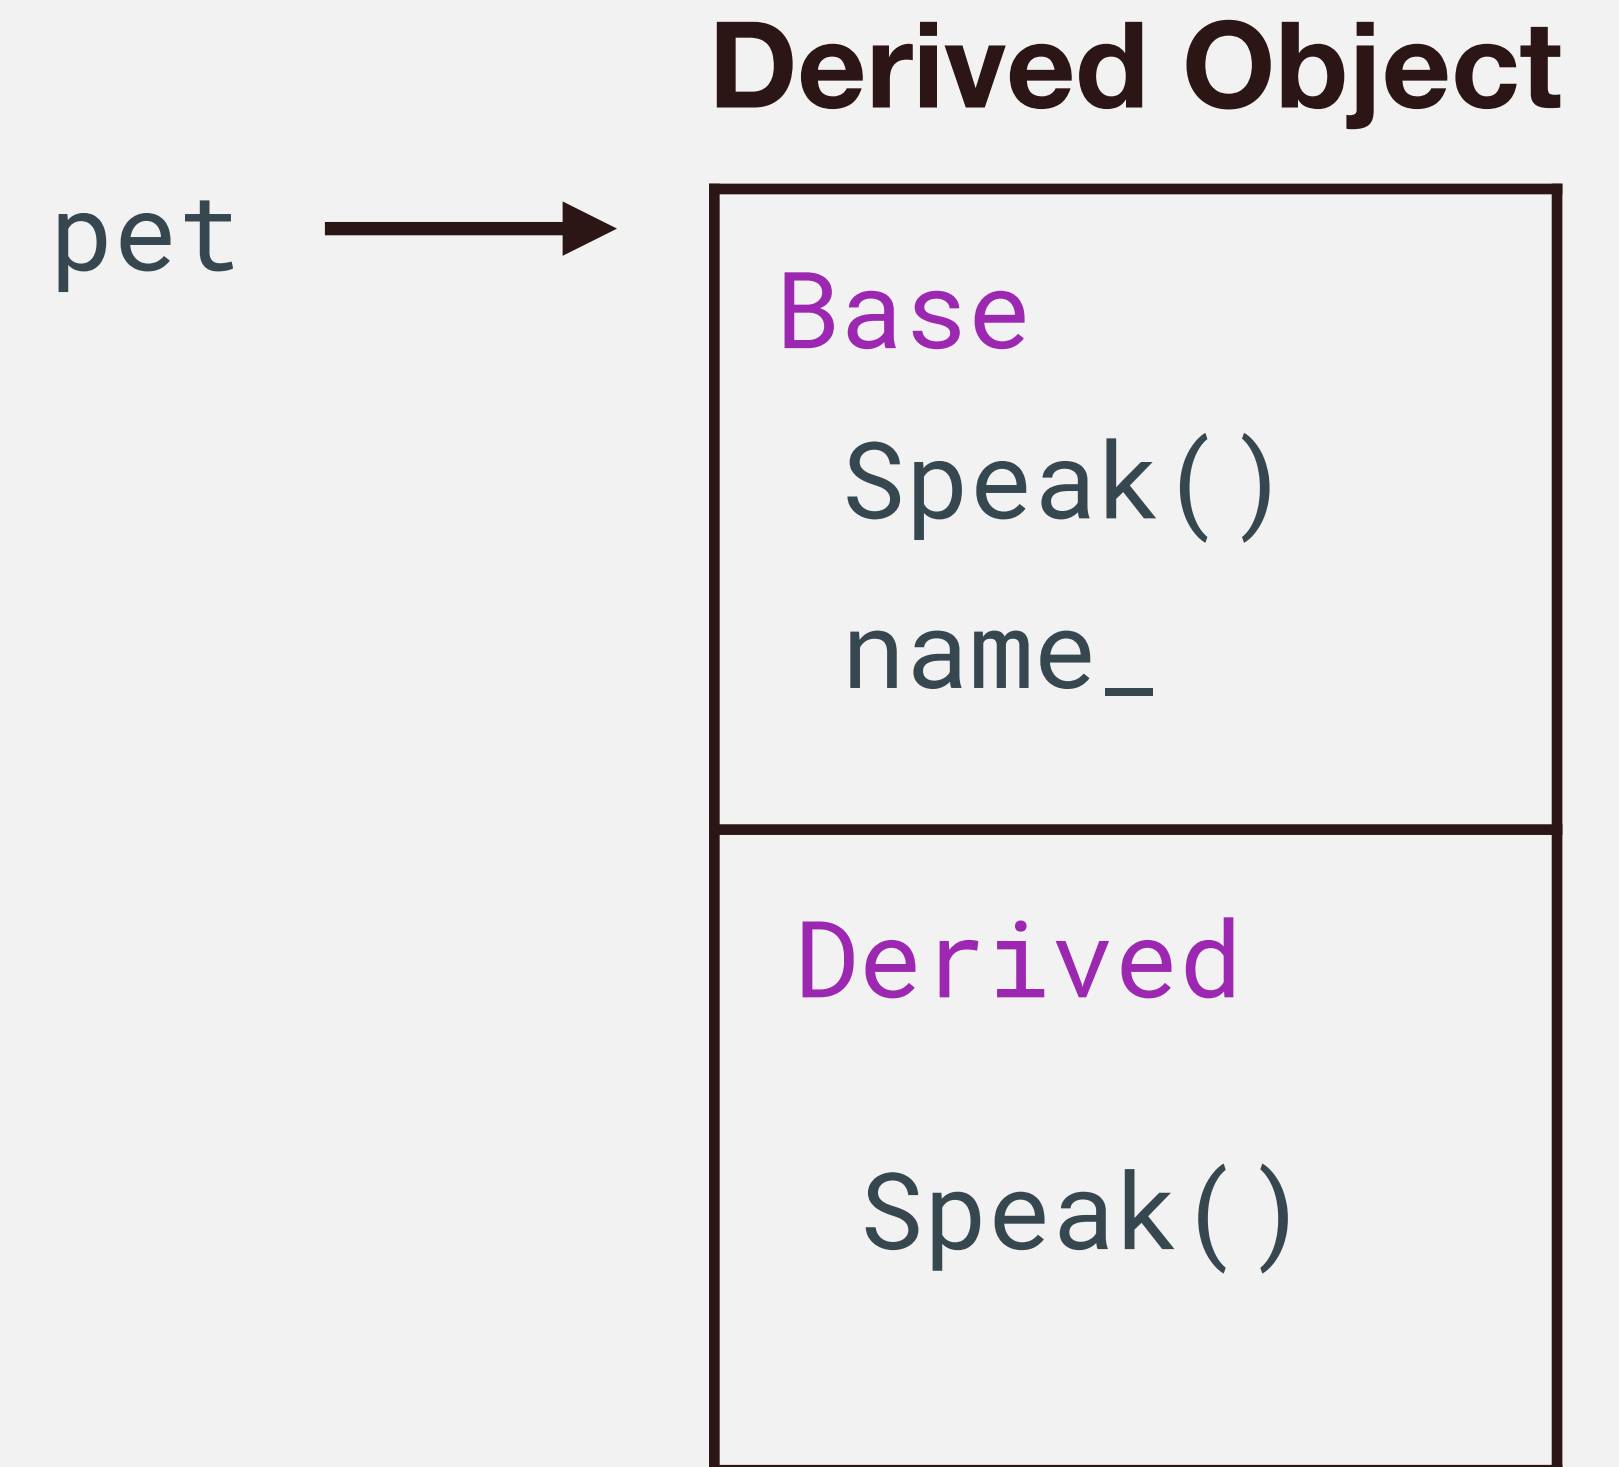 Derived Object
pet
Base
Speak()
name_
Derived
Speak()